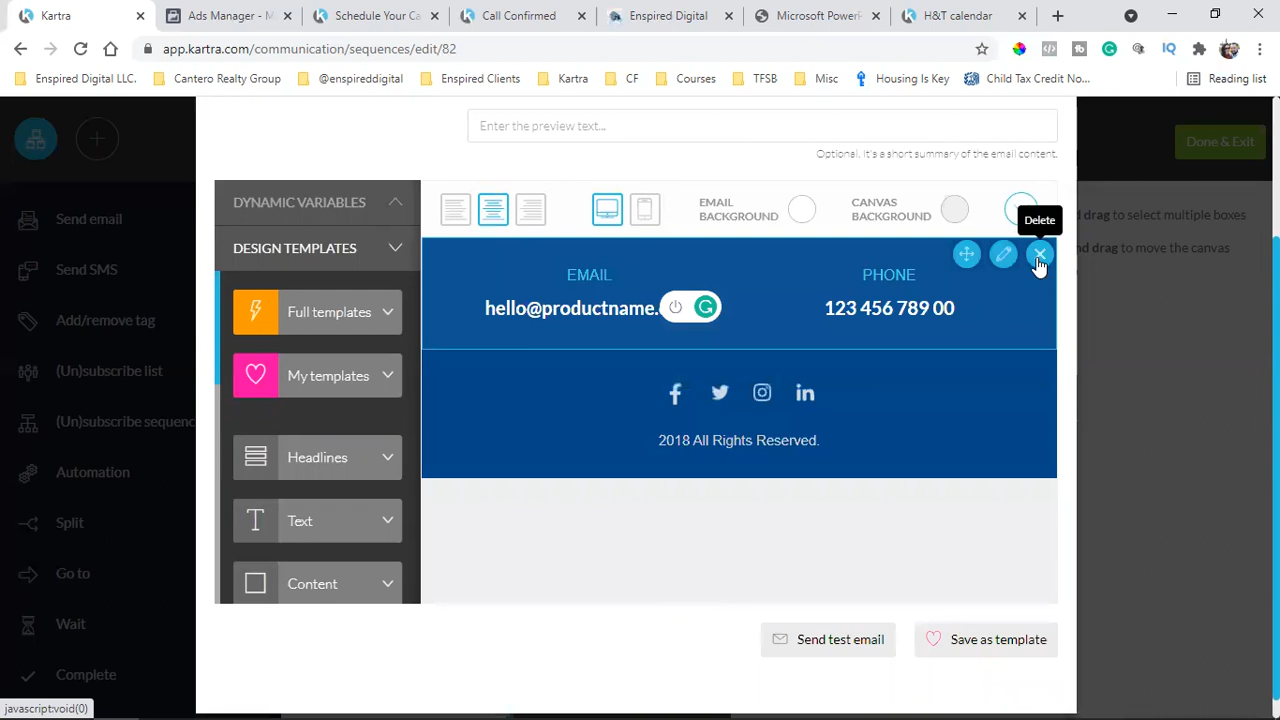 Kartra
Ads Manager - M
Schedule Your Ca
Call Confirmed
Enspired Digital
Microsoft PowerP
H&T calendar
app.kartra.com/communication/sequences/edit/82
Enspired Digital LLC.
Cantero Realty Group
@enspireddigital
Enspired Clients
Kartra
CF
Courses
TFSB
Misc
Housing Is Key
Child Tax Credit No...
Reading list
Enter the preview text...
Optional. It's a short summary of the email content.
Done & Exit
Send email
Send SMS
Add/remove tag
(Un)subscribe list
(Un)subscribe sequenc
Automation
Split
Go to
Wait
Complete
DYNAMIC VARIABLES
DESIGN TEMPLATES
Full templates
My templates
Headlines
Text
Content
EMAIL
BACKGROUND
CANVAS
BACKGROUND
Delete
d drag to select multiple boxes
nd drag to move the canvas
EMAIL
hello@productname.
PHONE
123 456 789 00
2018 All Rights Reserved.
Send test email
Save as template
javascript:void(0)